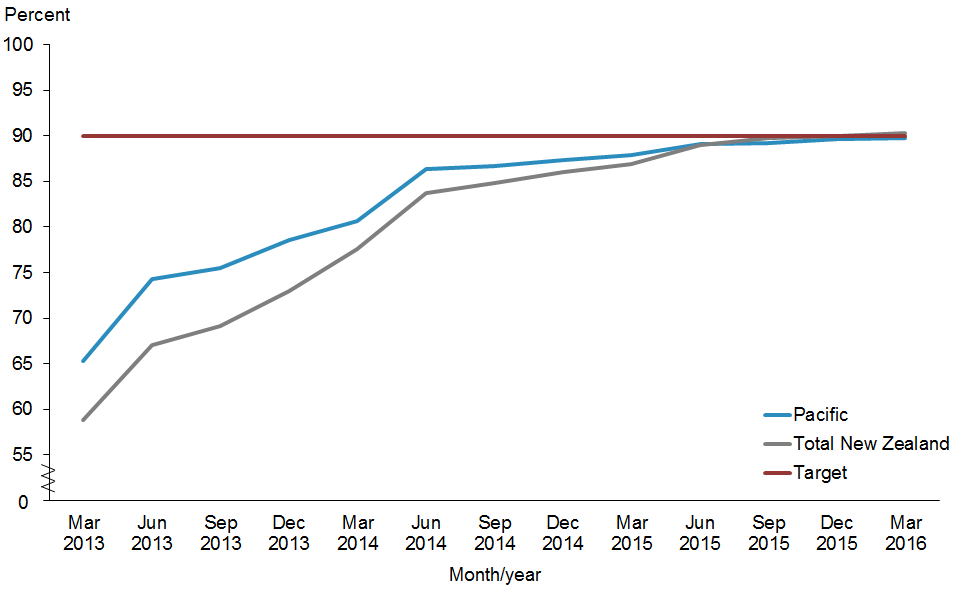 Percent
100
95
90
85
80
75
70
65
60
55
0
Pacific
Total New Zealand
Target
Mar Jun Sep Dec Mar Jun Sep Dec Mar Jun Sep Dec Mar
2013 2013 2013 2013 2014 2014 2014 2014 2015 2015 2015 2015 2016
Month/year